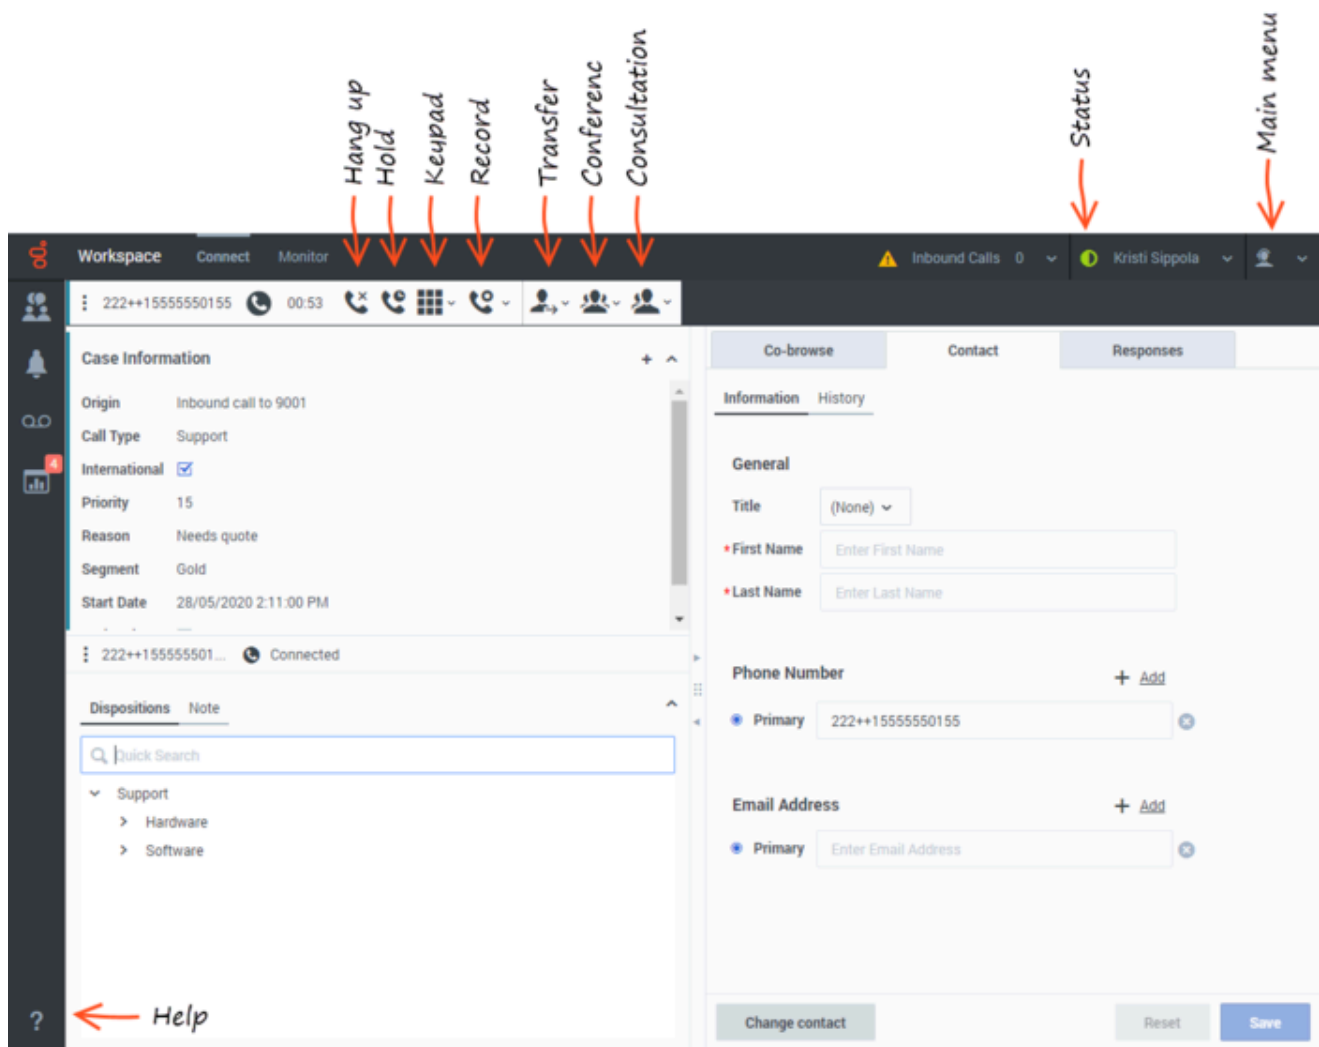 Hang up
Hold
Keypad
Record
Transfer
Conferenc
Consultation
Status
Main menu
Workspace Connect Monitor
Inbound Calls 0
Kristi Sippola
222++15555550155 00:53
Case Information
Origin Inbound call to 9001
Call Type Support
International
Priority 15
Reason Needs quote
Segment Gold
Start Date 28/05/2020 2:11:00 PM
222++155555501... Connected
Dispositions Note
Quick Search
Support
Hardware
Software
4
? Help
Co-browse Contact Responses
Information History
General
Title (None)
*First Name Enter First Name
*Last Name Enter Last Name
Phone Number + Add
Primary 222++15555550155
Email Address + Add
Primary Enter Email Address
Change contact Reset Save